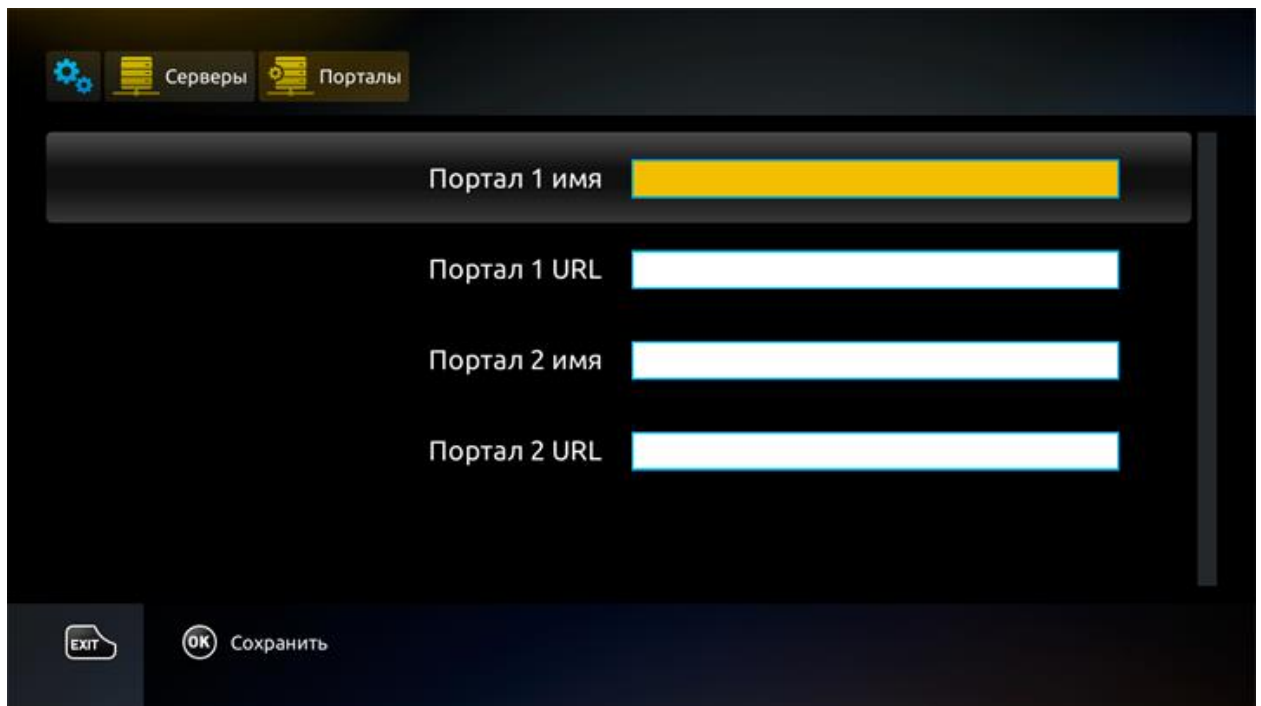 Серверы Порталы
Портал 1 имя
Портал 1 URL
Портал 2 имя
Портал 2 URL
EXIT OK Сохранить